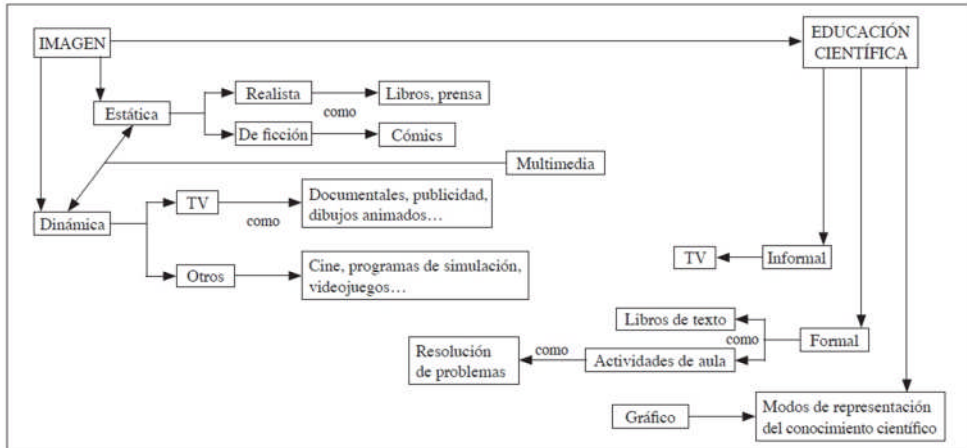 IMAGEN
EDUCACIÓN
CIENTÍFICA
Realista
Libros, prensa
Estática
como
De ficción
Cómics
Multimedia
TV
Documentales, publicidad,
dibujos animados…
Dinámica
como
TV
Informal
Otros
Cine, programas de simulación,
videojuegos…
Libros de texto
como
Formal
Resolución
de problemas
como
Actividades de aula
Gráfico
Modos de representación
del conocimiento científico